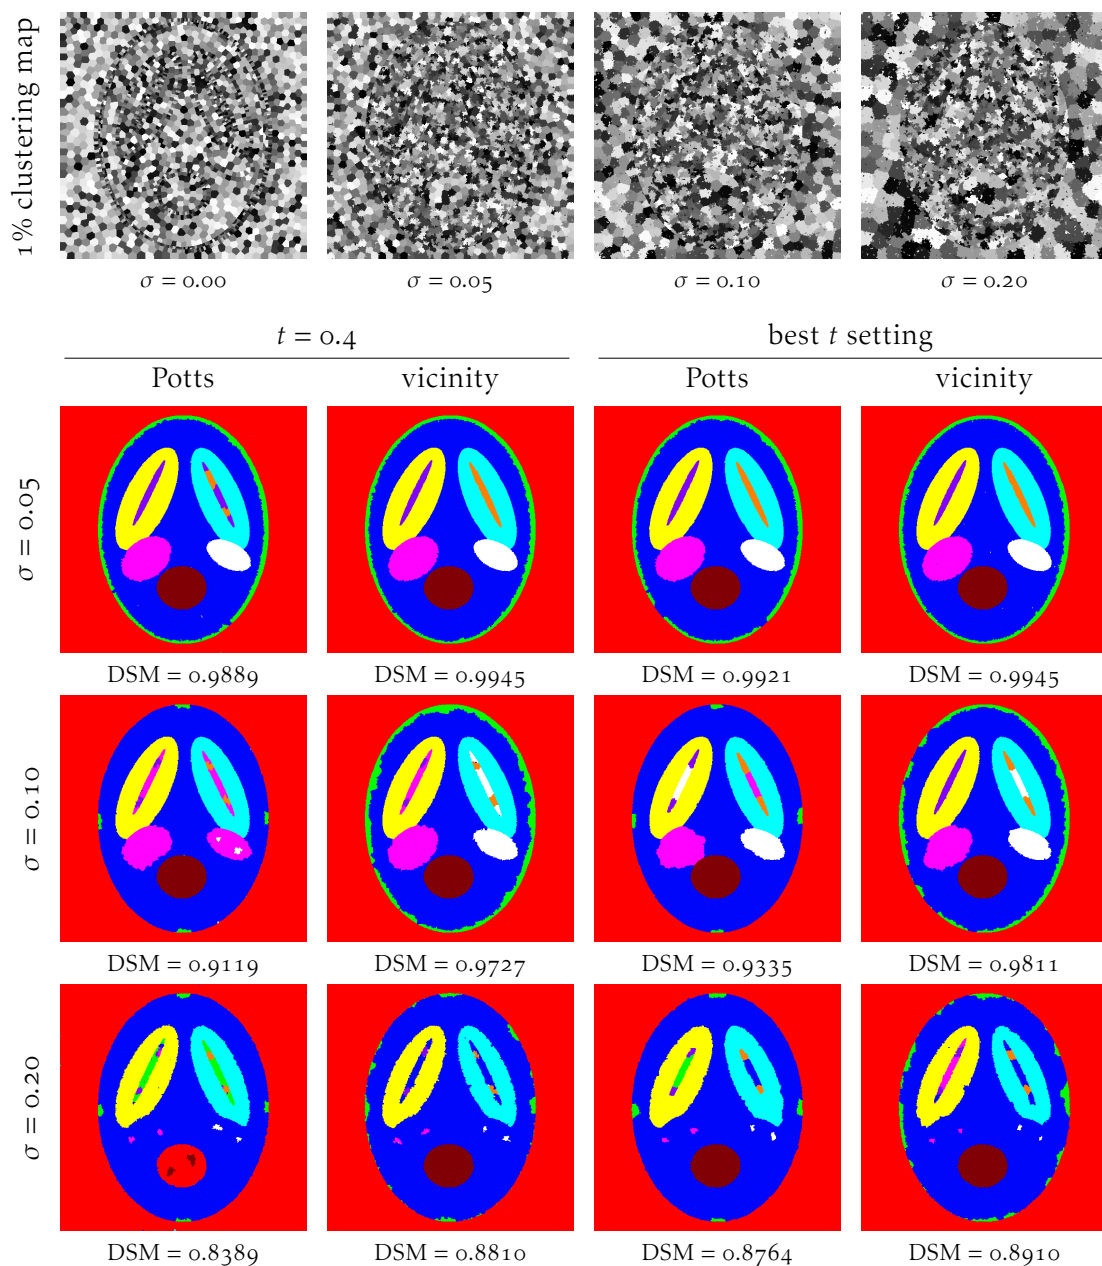 1% clustering map
σ = 0.00
σ = 0.05
σ = 0.10
σ = 0.20
t = 0.4
best t setting
Potts
vicinity
Potts
vicinity
σ = 0.05
DSM = 0.9889
DSM = 0.9945
DSM = 0.9921
DSM = 0.9945
σ = 0.10
DSM = 0.9119
DSM = 0.9727
DSM = 0.9335
DSM = 0.9811
σ = 0.20
DSM = 0.8389
DSM = 0.8810
DSM = 0.8764
DSM = 0.8910